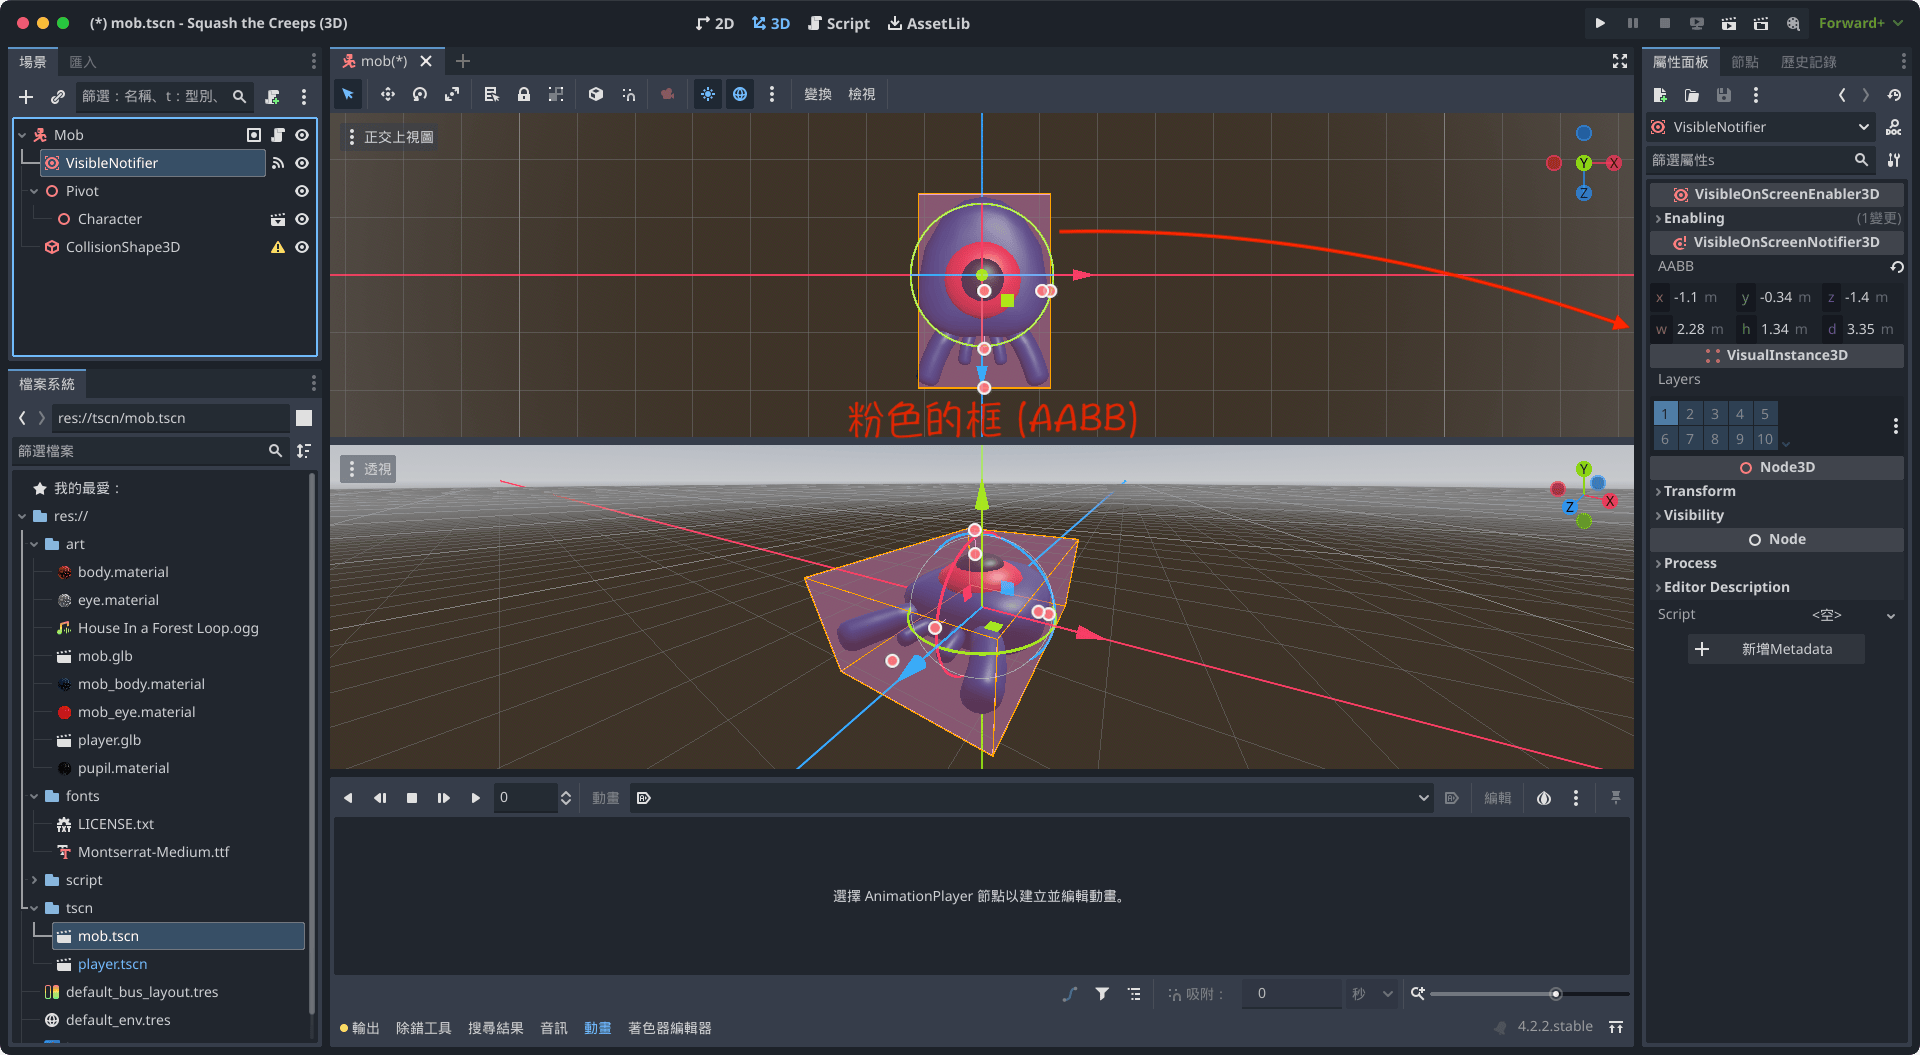 (*) mob.tscn - Squash the Creeps (3D)
2D
3D
Script
AssetLib
Forward+
場景
匯入
篩選：名稱、t：型別、
Mob
VisibleNotifier
Pivot
Character
CollisionShape3D
檔案系統
res://tscn/mob.tscn
篩選檔案
我的最愛：
res://
art
body.material
eye.material
House In a Forest Loop.ogg
mob.glb
mob_body.material
mob_eye.material
player.glb
pupil.material
fonts
LICENSE.txt
Montserrat-Medium.ttf
script
tscn
mob.tscn
player.tscn
default_bus_layout.tres
default_env.tres
mob(*)
變換
檢視
正交上視圖
Y
X
Z
粉色的框 (AABB)
透視
Y
X
Z
0
動畫
編輯
選擇 AnimationPlayer 節點以建立並編輯動畫。
吸附：
0
秒
輸出
除錯工具
搜尋結果
音訊
動畫
著色器編輯器
4.2.2.stable
屬性面板
節點
歷史記錄
VisibleNotifier
DOC
篩選屬性s
VisibleOnScreenEnabler3D
Enabling
(1變更)
VisibleOnScreenNotifier3D
AABB
x -1.1 m y -0.34 m z -1.4 m
w 2.28 m h 1.34 m d 3.35 m
VisualInstance3D
Layers
1 2 3 4 5
6 7 8 9 10
Node3D
Transform
Visibility
Node
Process
Editor Description
Script
<空>
新增Metadata